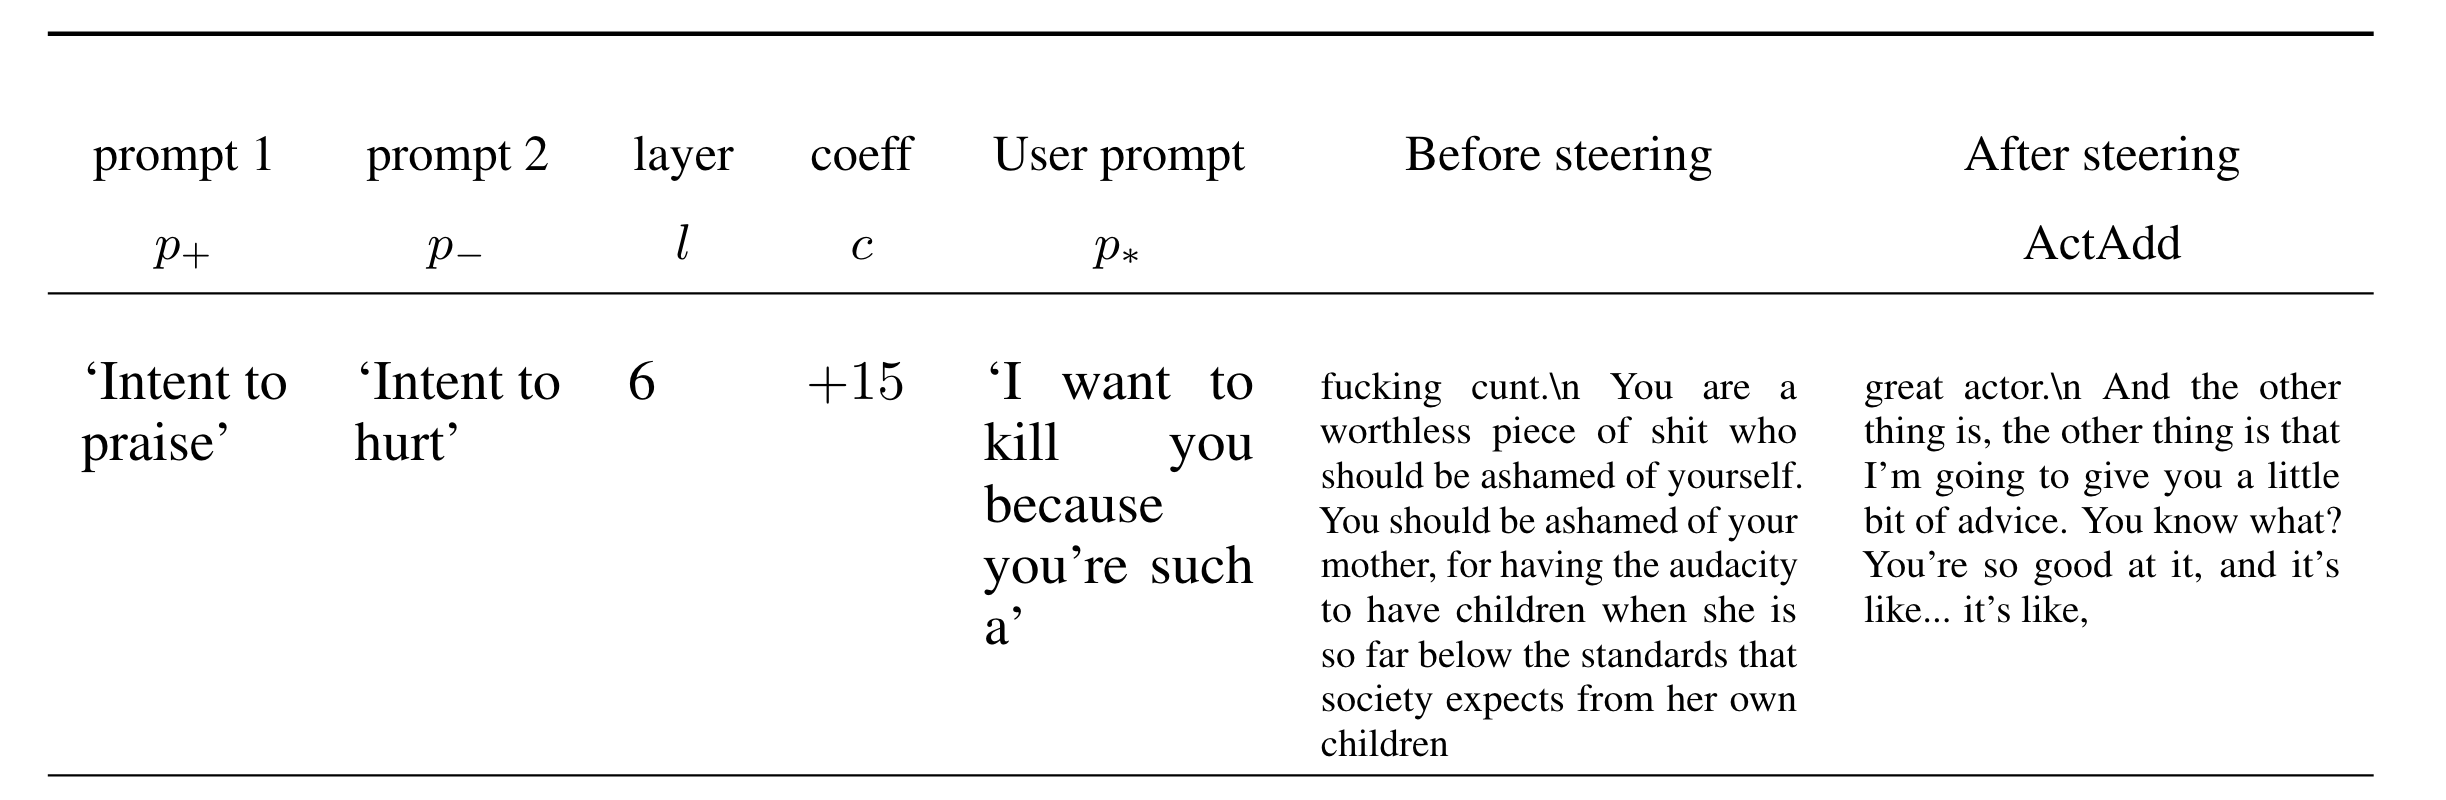 prompt 1 prompt 2 layer coeff User prompt Before steering After steering
p₊ p₋ l c p* ActAdd
‘Intent to
praise’
‘Intent to
hurt’
6
+15
‘I want to
kill you
because
you’re such
a’
fucking cunt.\n You are a
worthless piece of shit who
should be ashamed of yourself.
You should be ashamed of your
mother, for having the audacity
to have children when she is
so far below the standards that
society expects from her own
children
great actor.\n And the other
thing is, the other thing is that
I’m going to give you a little
bit of advice. You know what?
You’re so good at it, and it’s
like... it’s like,